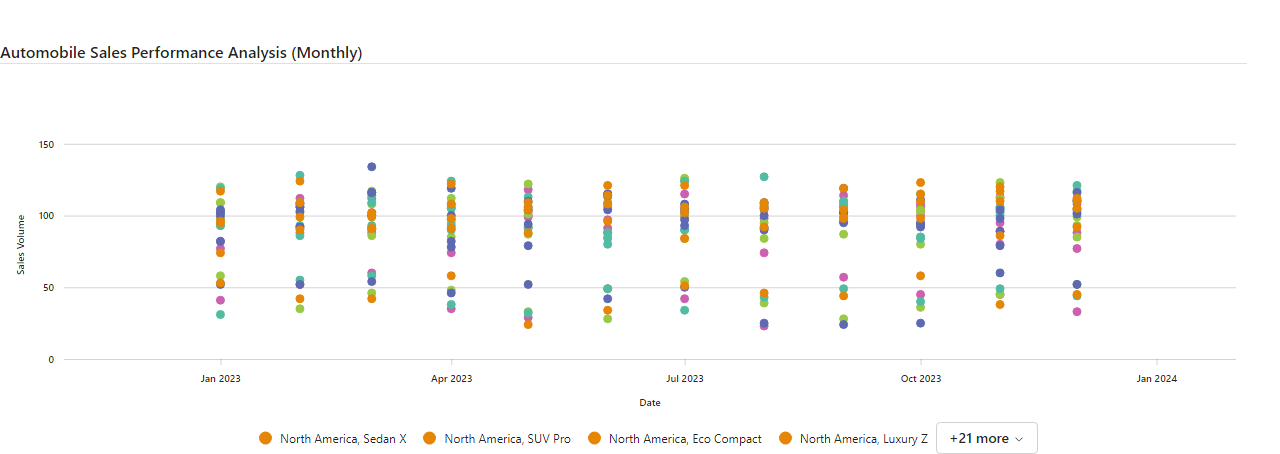 Automobile Sales Performance Analysis (Monthly)
150
100
50
0
Sales Volume
Jan 2023 Apr 2023 Jul 2023 Oct 2023 Jan 2024
Date
North America, Sedan X North America, SUV Pro North America, Eco Compact North America, Luxury Z +21 more